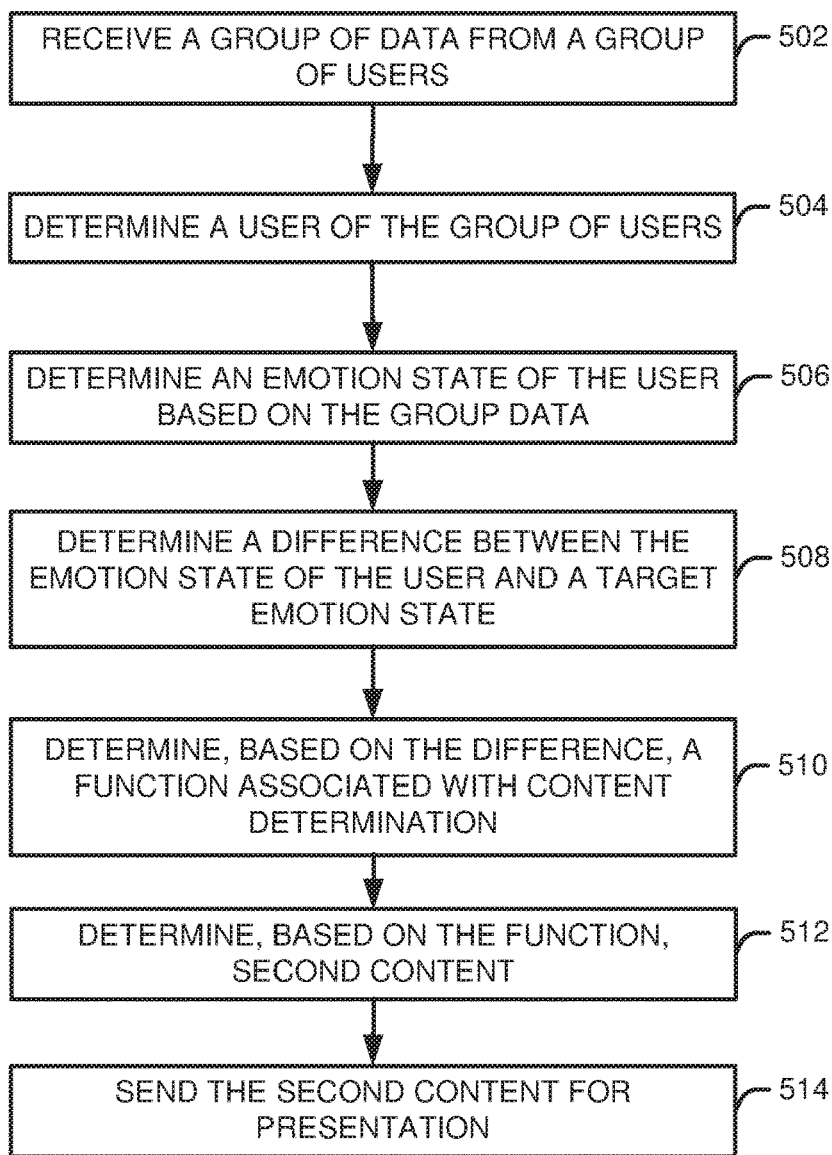 RECEIVE A GROUP OF DATA FROM A GROUP
OF USERS
502
DETERMINE A USER OF THE GROUP OF USERS
504
DETERMINE AN EMOTION STATE OF THE USER
BASED ON THE GROUP DATA
506
DETERMINE A DIFFERENCE BETWEEN THE
EMOTION STATE OF THE USER AND A TARGET
EMOTION STATE
508
DETERMINE, BASED ON THE DIFFERENCE, A
FUNCTION ASSOCIATED WITH CONTENT
DETERMINATION
510
DETERMINE, BASED ON THE FUNCTION,
SECOND CONTENT
512
SEND THE SECOND CONTENT FOR
PRESENTATION
514